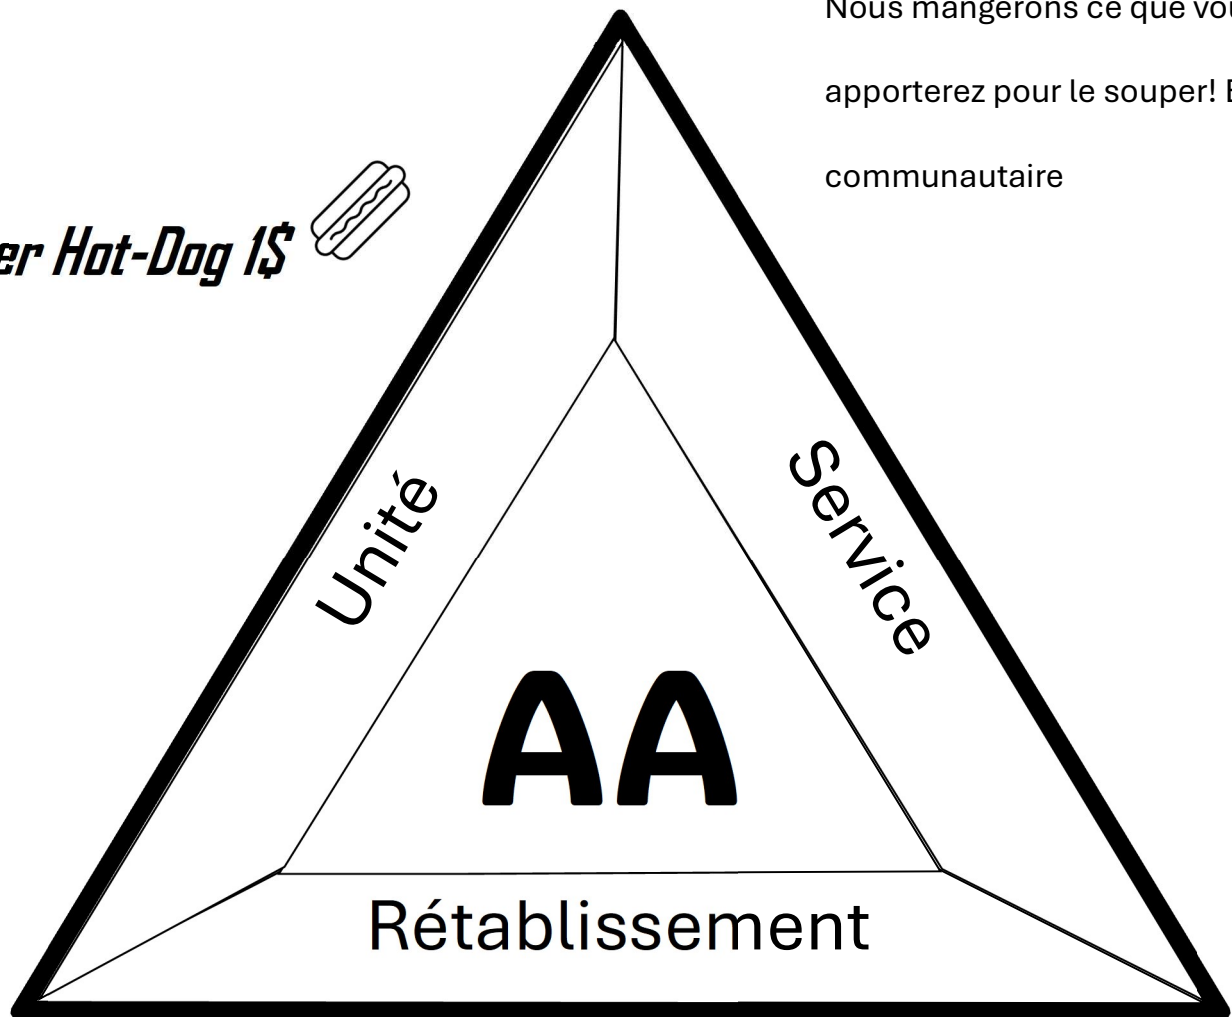 Nous mangerons ce que
apporterez pour le souper!
communautaire
Hot-Dog 1$
Unité
Service
AA
Rétablissement